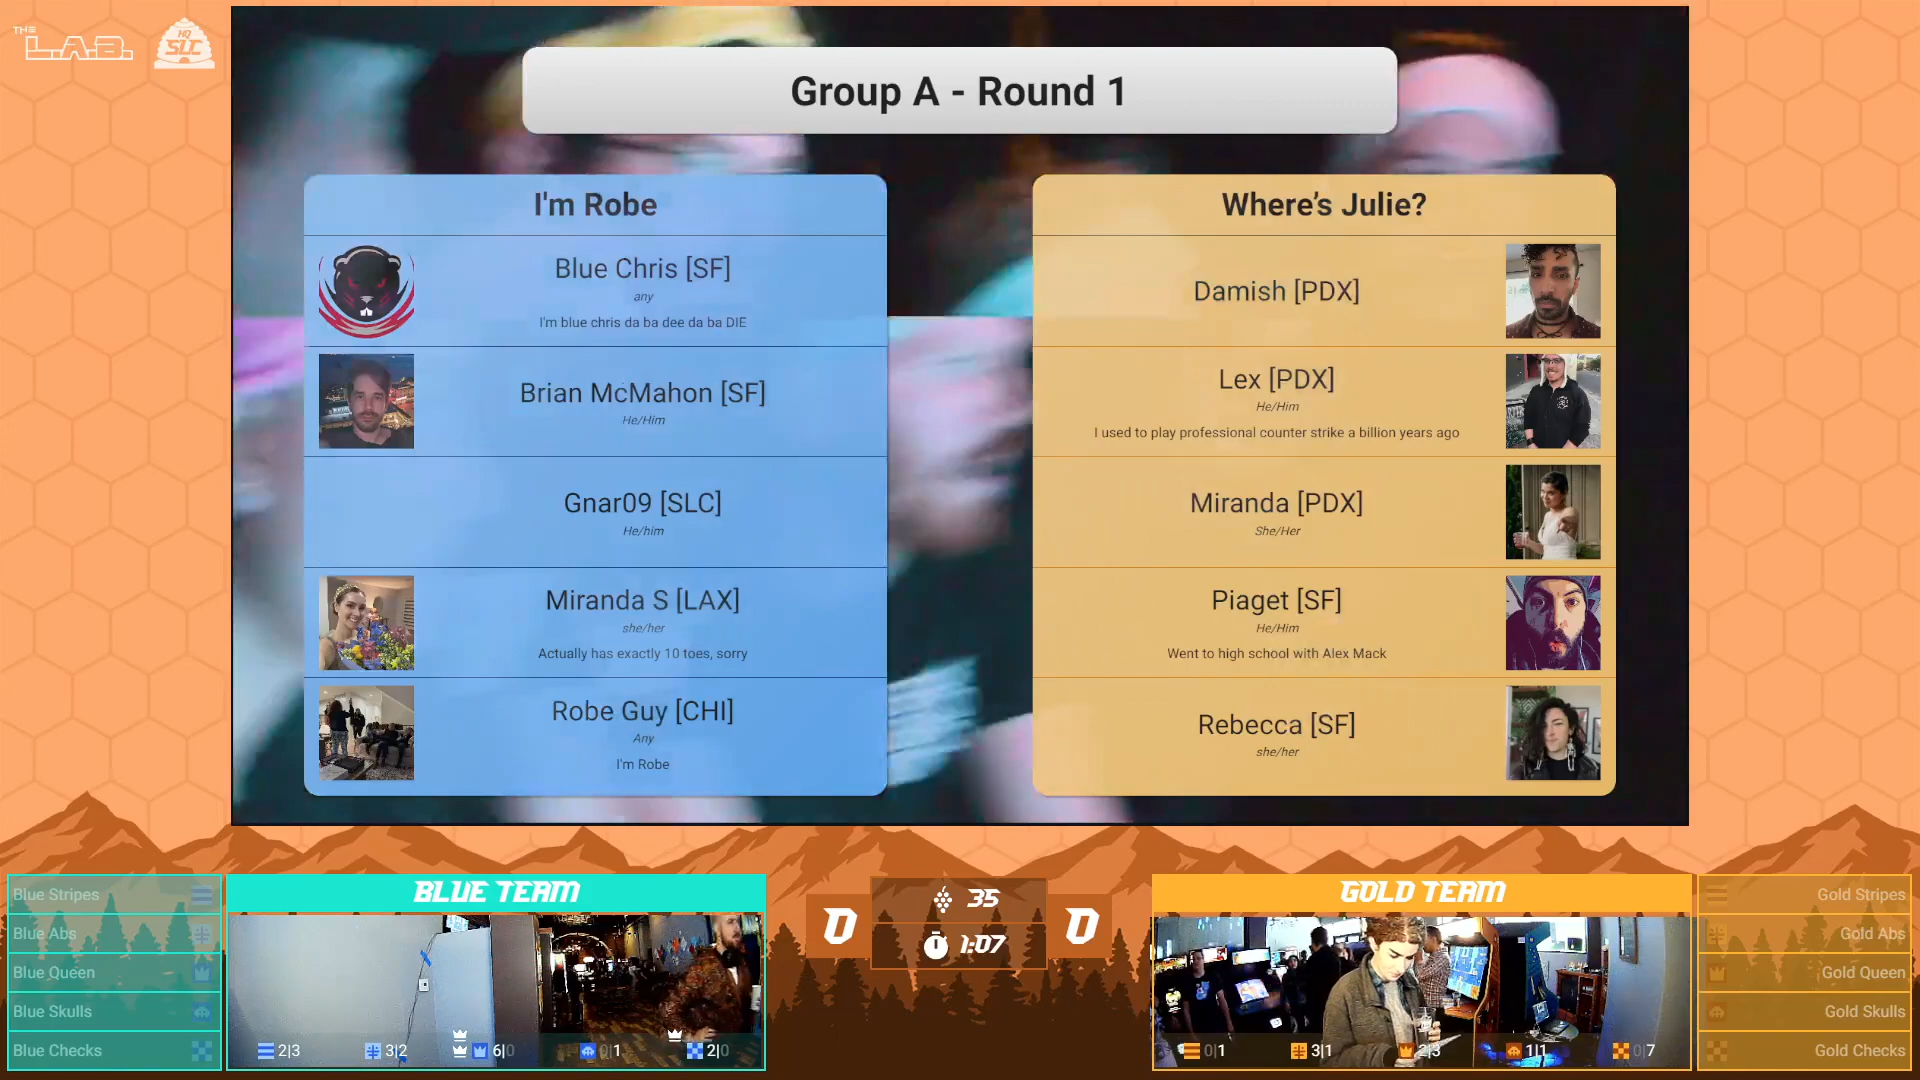 THE
L.A.B.
HQ
SLC
Group A - Round 1
I'm Robe
Blue Chris [SF]
any
I'm blue chris da ba dee da ba DIE
Brian McMahon [SF]
He/Him
Gnar09 [SLC]
He/him
Miranda S [LAX]
she/her
Actually has exactly 10 toes, sorry
Robe Guy [CHI]
Any
I'm Robe
Where's Julie?
Damish [PDX]
Lex [PDX]
He/Him
I used to play professional counter strike a billion years ago
Miranda [PDX]
She/Her
Piaget [SF]
He/Him
Went to high school with Alex Mack
Rebecca [SF]
she/her
Blue Stripes
Blue Abs
Blue Queen
Blue Skulls
Blue Checks
BLUE TEAM
2|3
3|2
6|0
0|1
2|0
0
35
1:07
0
GOLD TEAM
0|1
3|1
2|3
1|1
0|7
Gold Stripes
Gold Abs
Gold Queen
Gold Skulls
Gold Checks